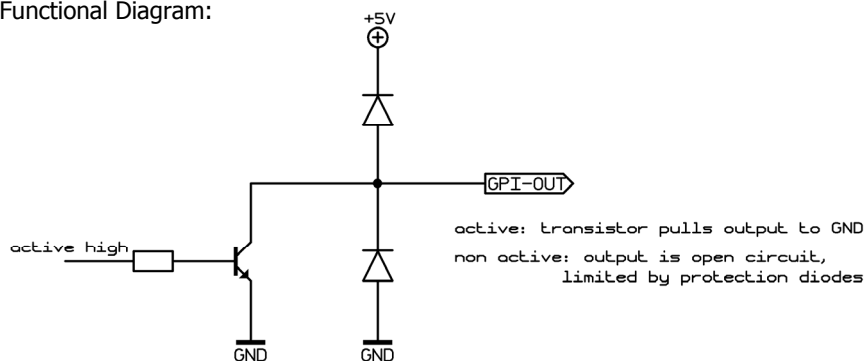 Functional Diagram:
+5V
GPI-OUT
active: transistor pulls output to GND
active high
non active: output is open circuit,
limited by protection diodes
GND
GND